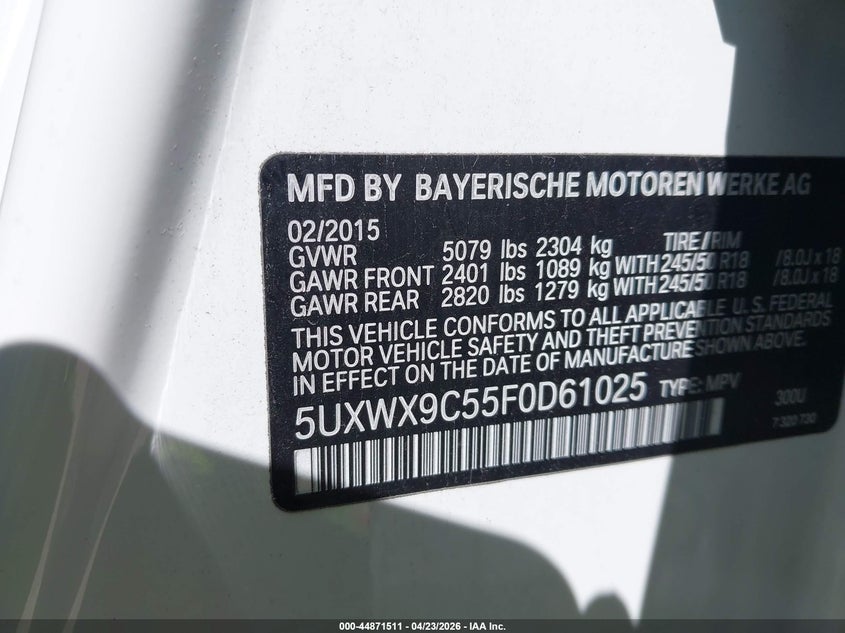 MFD BY BAYERISCHE MOTOREN WERKE AG
02/2015 TIRE/RIM
GVWR 5079 lbs 2304 kg
GAWR FRONT 2401 lbs 1089 kg WITH 245/50 R18 /8.0J x 18
GAWR REAR 2820 lbs 1279 kg WITH 245/50 R18 /8.0J x 18
THIS VEHICLE CONFORMS TO ALL APPLICABLE U.S. FEDERAL
MOTOR VEHICLE SAFETY AND THEFT PREVENTION STANDARDS
IN EFFECT ON THE DATE OF MANUFACTURE SHOWN ABOVE.
5UXWX9C55F0D61025 TYPE: MPV 300U
7 320 730
000-44871511 | 04/23/2026 - IAA Inc.